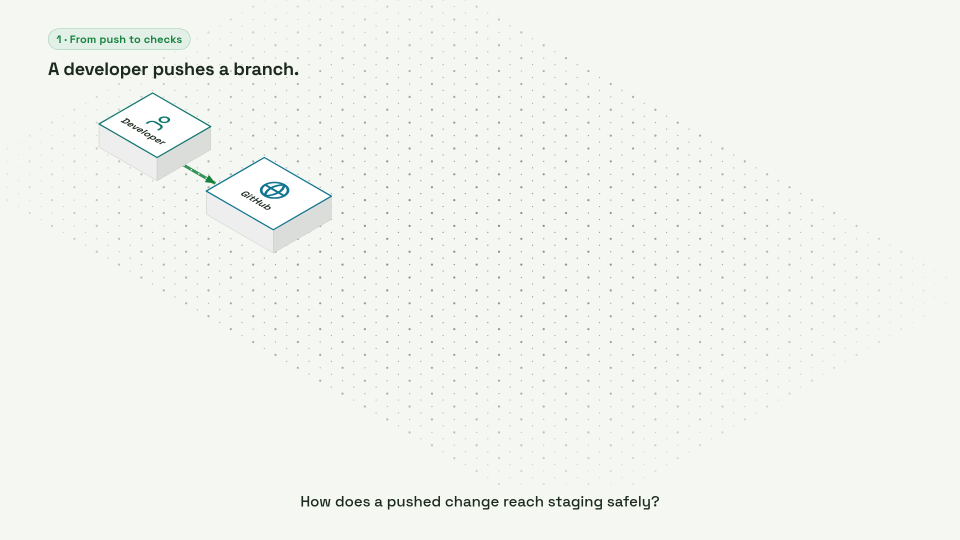 1 · From push to checks
A developer pushes a branch.
Developer
GitHub
How does a pushed change reach staging safely?